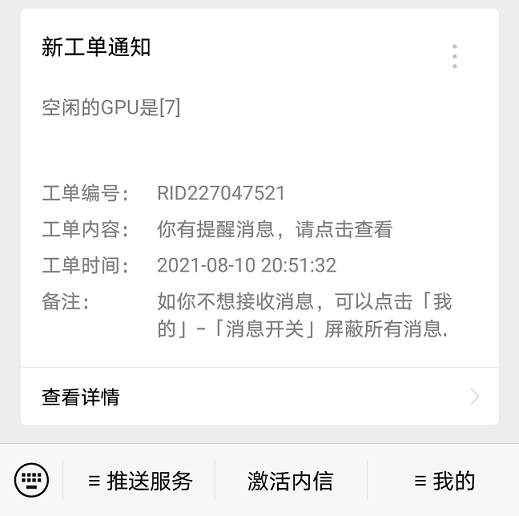 新工单通知
空闲的GPU是[7]
工单编号： RID227047521
工单内容： 你有提醒消息，请点击查看
工单时间： 2021-08-10 20:51:32
备注： 如你不想接收消息，可以点击「我
的」-「消息开关」屏蔽所有消息.
查看详情
推送服务 激活内信 我的